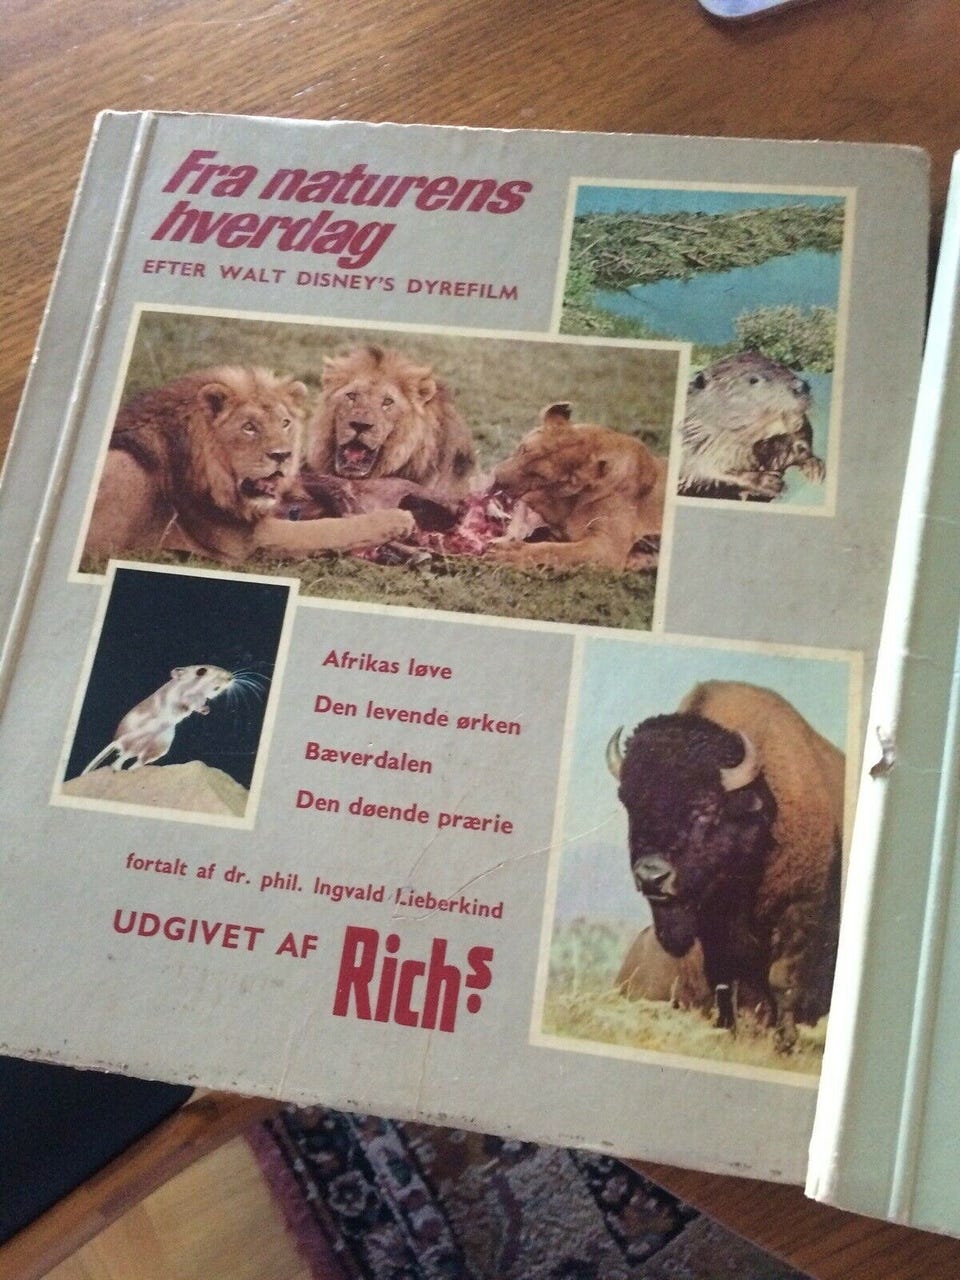 Fra naturens
hverdag
EFTER WALT DISNEY'S DYREFILM
Afrikas løve
Den levende ørken
Bæverdalen
Den døende prærie
fortalt af dr. phil. Ingvald Lieberkind
UDGIVET AF Rich's